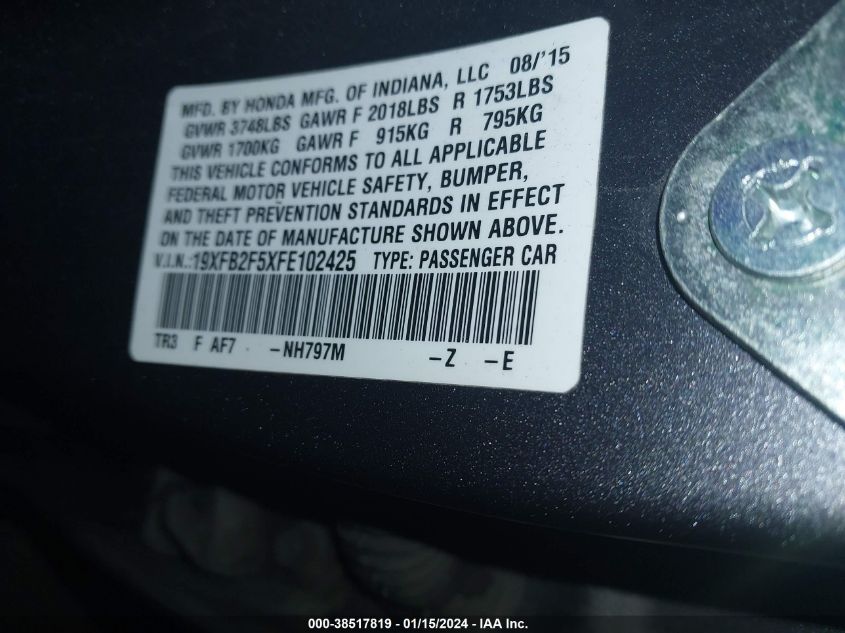 MFD. BY HONDA MFG. OF INDIANA, LLC 08/'15
GVWR 3748LBS GAWR F 2018LBS R 1753LBS
GVWR 1700KG GAWR F 915KG R 795KG
THIS VEHICLE CONFORMS TO ALL APPLICABLE
FEDERAL MOTOR VEHICLE SAFETY, BUMPER,
AND THEFT PREVENTION STANDARDS IN EFFECT
ON THE DATE OF MANUFACTURE SHOWN ABOVE.
V.I.N.:19XFB2F5XFE102425 TYPE: PASSENGER CAR
TR3 F AF7 -NH797M -Z -E
000-38517819 - 01/15/2024 - IAA Inc.